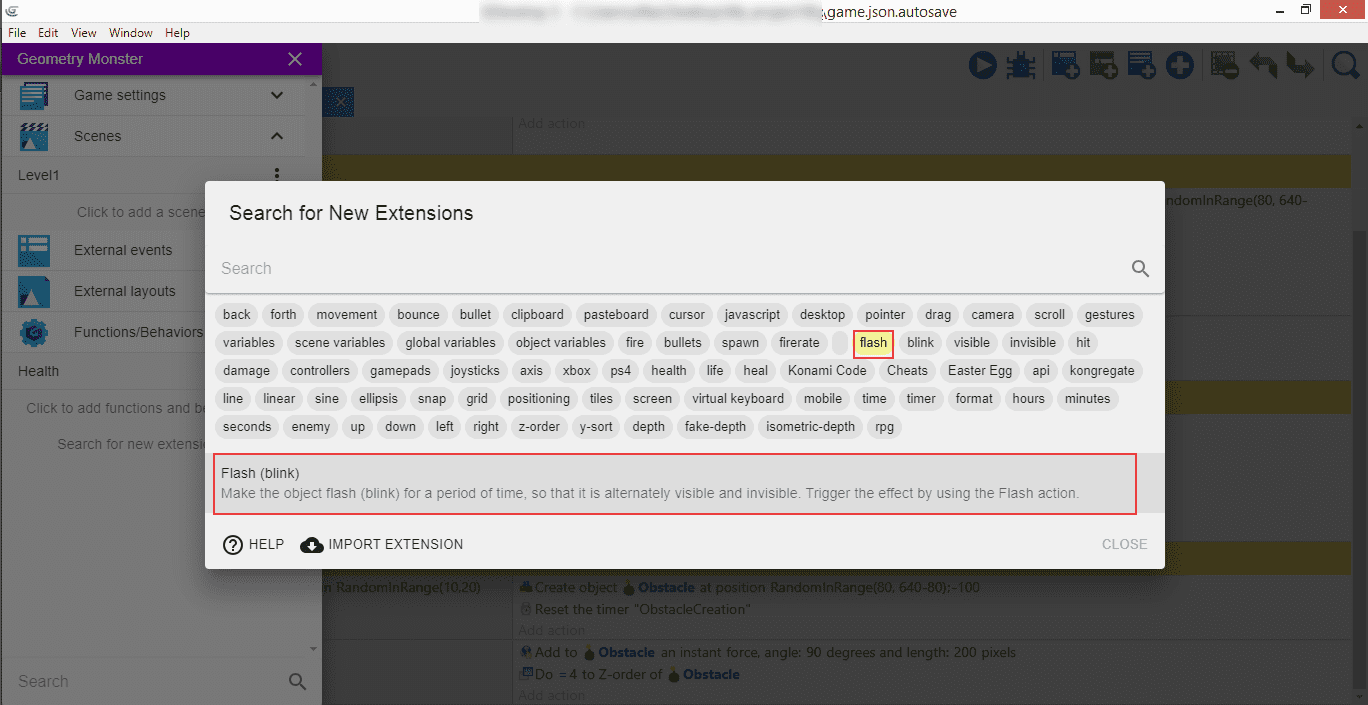 \game.json.autosave
File Edit View Window Help
Geometry Monster
Game settings
Scenes
Level1
Click to add a scene
External events
External layouts
Functions/Behaviors
Health
Click to add functions and be
Search for new extensi
Search
Add action
ndomInRange(80, 640-
Search for New Extensions
Search
back forth movement bounce bullet clipboard pasteboard cursor javascript desktop pointer drag camera scroll gestures
variables scene variables global variables object variables fire bullets spawn firerate flash blink visible invisible hit
damage controllers gamepads joysticks axis xbox ps4 health life heal Konami Code Cheats Easter Egg api kongregate
line linear sine ellipsis snap grid positioning tiles screen virtual keyboard mobile time timer format hours minutes
seconds enemy up down left right z-order y-sort depth fake-depth isometric-depth rpg
Flash (blink)
Make the object flash (blink) for a period of time, so that it is alternately visible and invisible. Trigger the effect by using the Flash action.
HELP IMPORT EXTENSION CLOSE
n RandomInRange(10,20)
Create object Obstacle at position RandomInRange(80, 640-80);-100
Reset the timer "ObstacleCreation"
Add action
Add to Obstacle an instant force, angle: 90 degrees and length: 200 pixels
Do =4 to Z-order of Obstacle
Add action